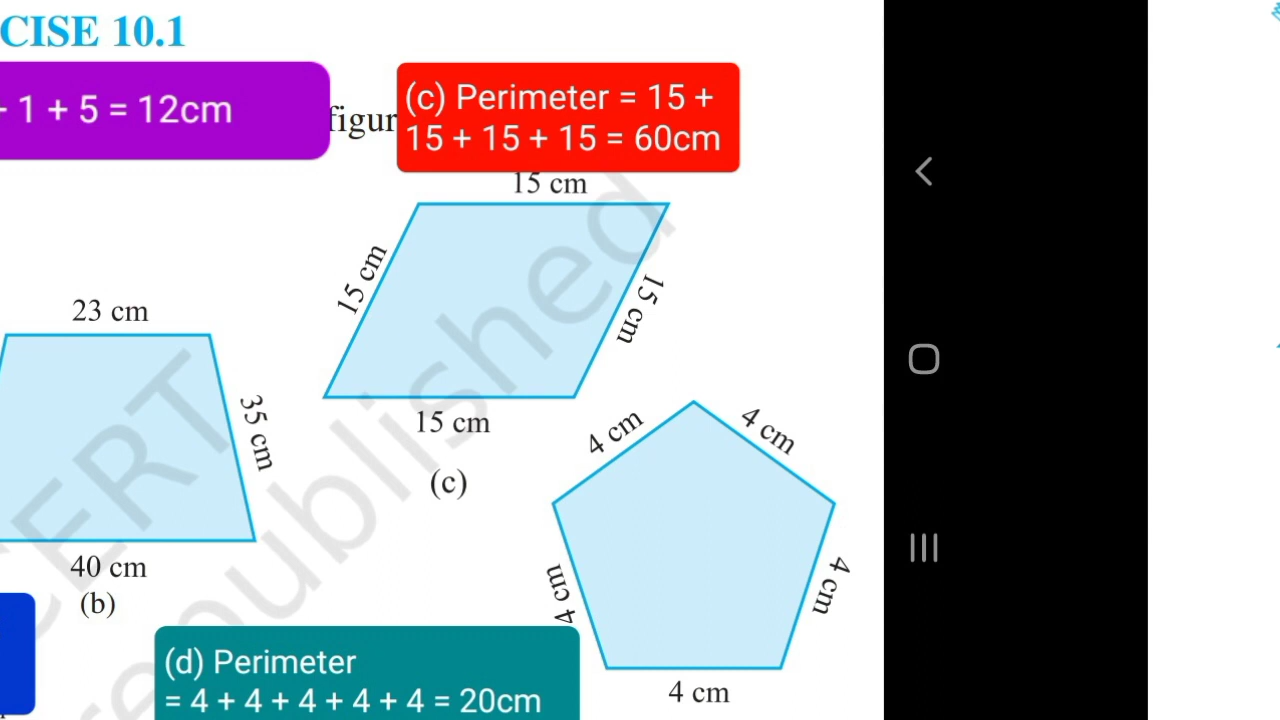 CISE 10.1
1 + 5 = 12cm
figur
(c) Perimeter = 15 +
15 + 15 + 15 = 60cm
15 cm
15 cm
15 cm
15 cm
(c)
23 cm
35 cm
40 cm
(b)
4 cm
4 cm
4 cm
4 cm
4 cm
(d) Perimeter
= 4 + 4 + 4 + 4 + 4 = 20cm
CERT
republished